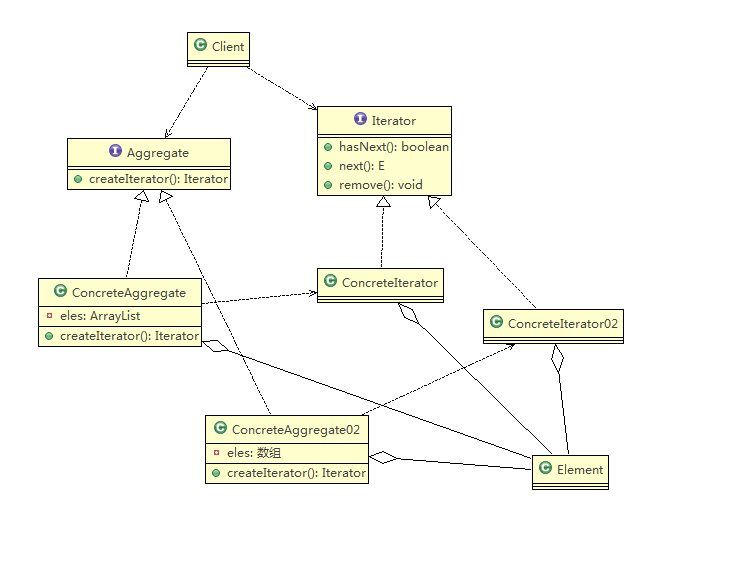 Client
Iterator
hasNext(): boolean
next(): E
remove(): void
Aggregate
createIterator(): Iterator
ConcreteAggregate
eles: ArrayList
createIterator(): Iterator
ConcreteIterator
ConcreteIterator02
ConcreteAggregate02
eles: 数组
createIterator(): Iterator
Element